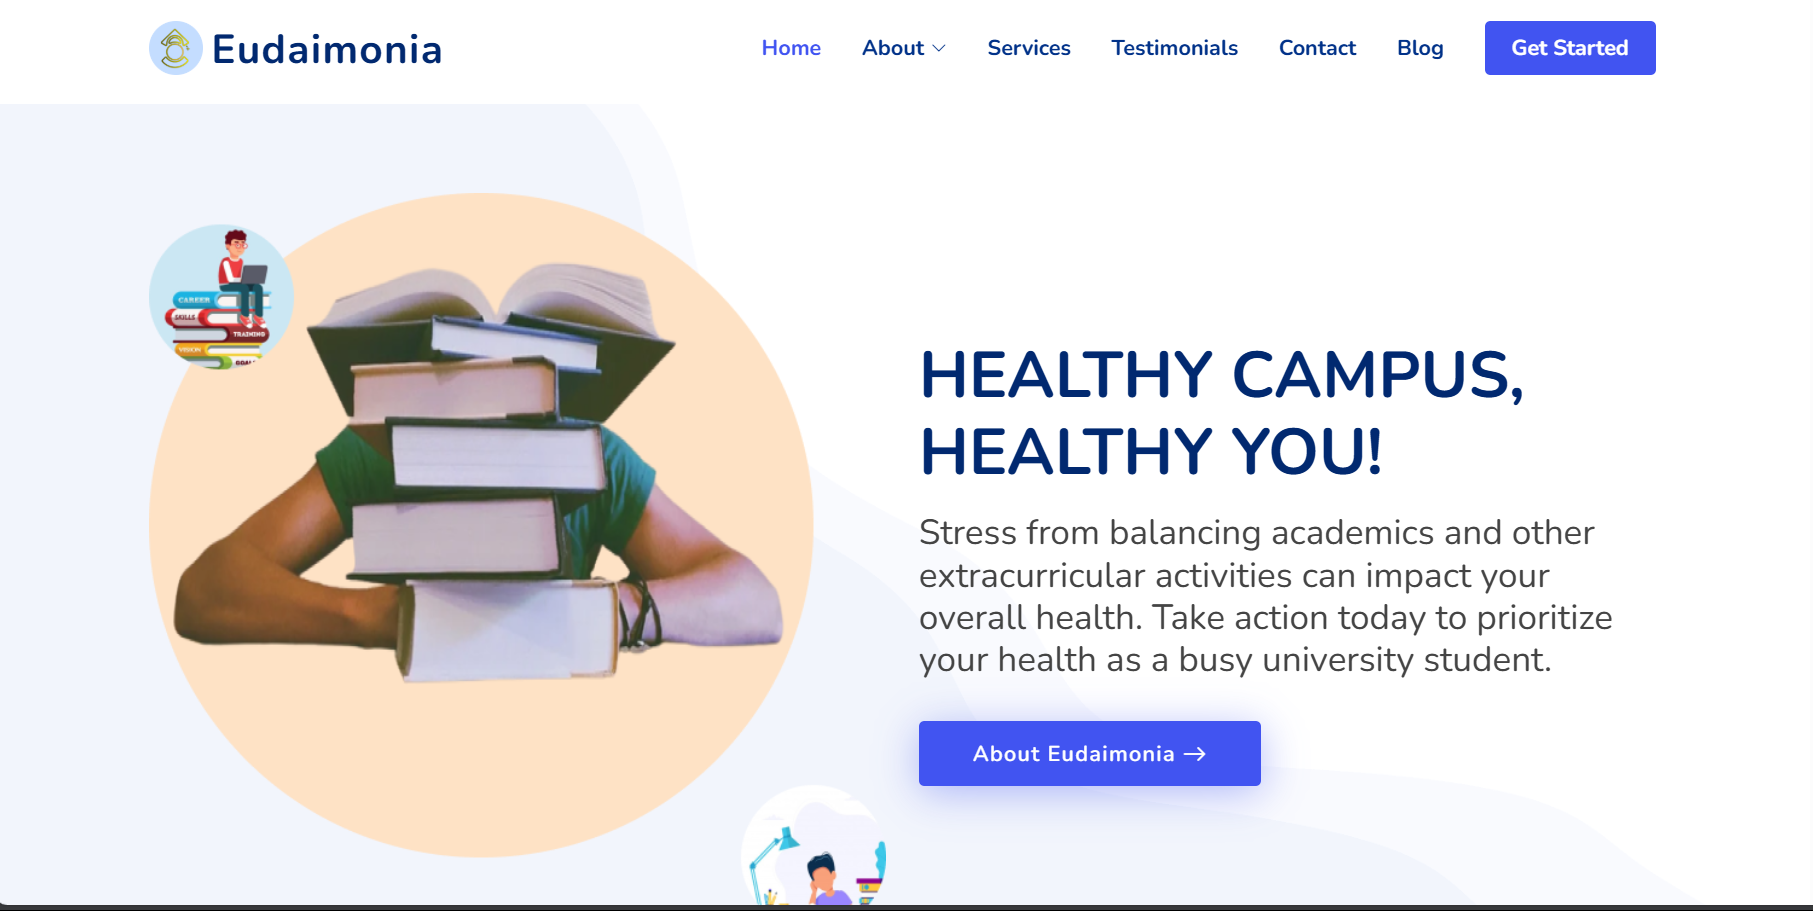 Eudaimonia
Home About Services Testimonials Contact Blog Get Started
CAREER
SKILLS
TRAINING
VISION
HEALTHY CAMPUS,
HEALTHY YOU!
Stress from balancing academics and other
extracurricular activities can impact your
overall health. Take action today to prioritize
your health as a busy university student.
About Eudaimonia →